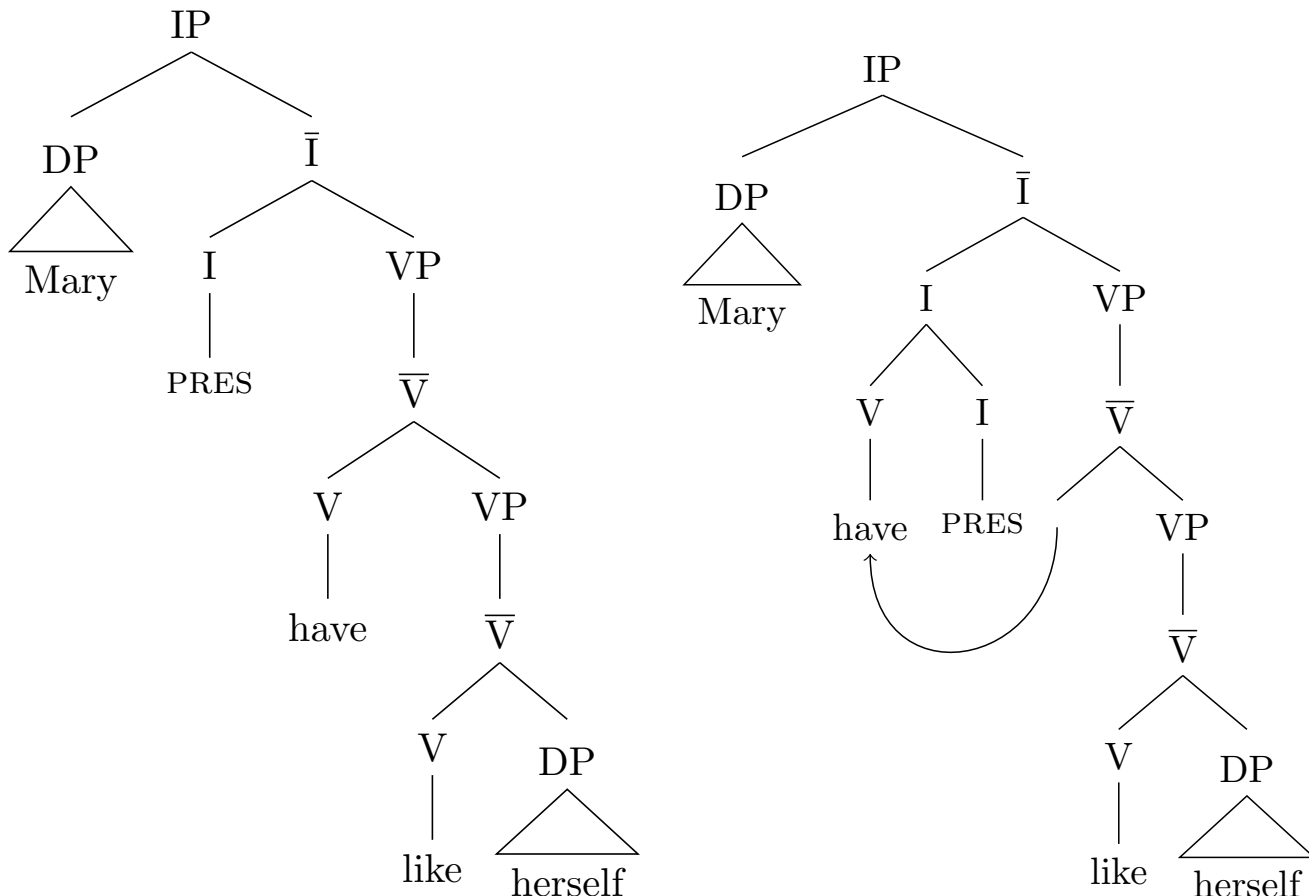 IP
DP
Ī
Mary
I
VP
PRES
V̅
V
VP
have
V̅
V
DP
like
herself
IP
DP
Ī
Mary
I
VP
V
I
V̅
have
PRES
VP
V̅
V
DP
like
herself